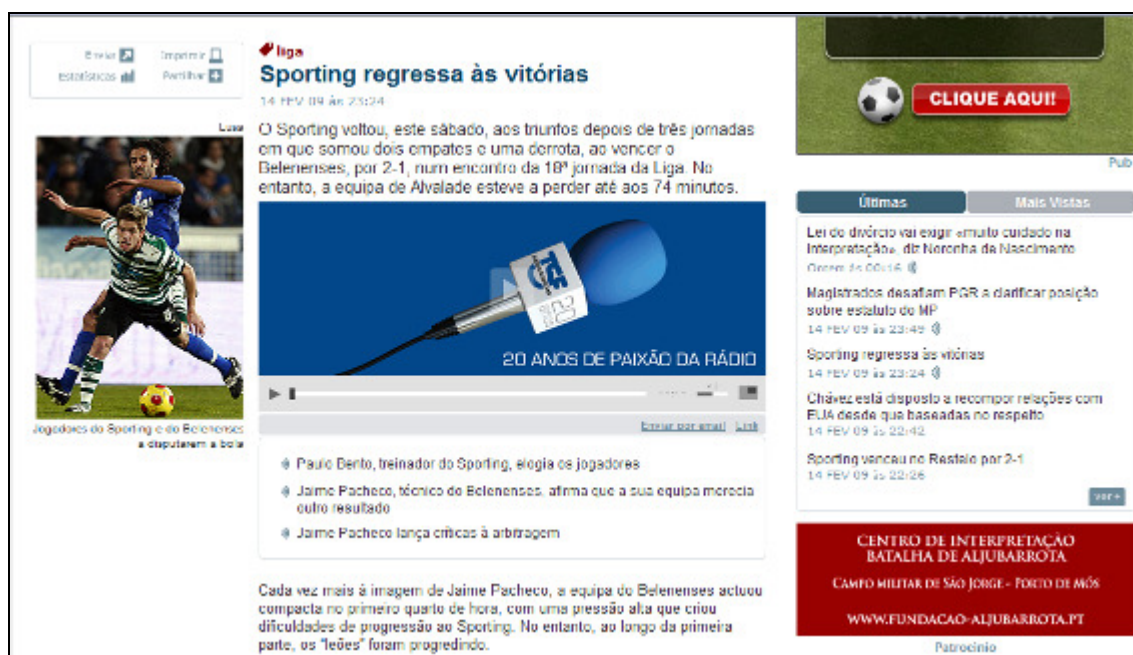 Enviar Imprimir
Estatísticas Partilhar
Lusa
Jogadores do Sporting e do Belenenses
a disputarem a bola
liga
Sporting regressa às vitórias
14 FEV 09 às 23:24
O Sporting voltou, este sábado, aos triunfos depois de três jornadas
em que somou dois empates e uma derrota, ao vencer o
Belenenses, por 2-1, num encontro da 18ª jornada da Liga. No
entanto, a equipa de Alvalade esteve a perder até aos 74 minutos.
TSF
20 ANOS DE PAIXÃO DA RÁDIO
Enviar por email Link
Paulo Bento, treinador do Sporting, elogia os jogadores
Jaime Pacheco, técnico do Belenenses, afirma que a sua equipa merecia
outro resultado
Jaime Pacheco lança críticas à arbitragem
Cada vez mais à imagem de Jaime Pacheco, a equipa do Belenenses actuou
compacta no primeiro quarto de hora, com uma pressão alta que criou
dificuldades de progressão ao Sporting. No entanto, ao longo da primeira
parte, os "leões" foram progredindo.
CLIQUE AQUI!
Pub
Últimas Mais Vistas
Lei do divórcio vai exigir «muito cuidado na
interpretação», diz Noronha de Nascimento
Ontem às 00:16
Magistrados desafiam PGR a clarificar posição
sobre estatuto do MP
14 FEV 09 às 23:49
Sporting regressa às vitórias
14 FEV 09 às 23:24
Chávez está disposto a recompor relações com
EUA desde que baseadas no respeito
14 FEV 09 às 22:42
Sporting venceu no Restelo por 2-1
14 FEV 09 às 22:26
ver +
CENTRO DE INTERPRETAÇÃO
BATALHA DE ALJUBARROTA
CAMPO MILITAR DE SÃO JORGE - PORTO DE MÓS
WWW.FUNDACAO-ALJUBARROTA.PT
Patrocínio